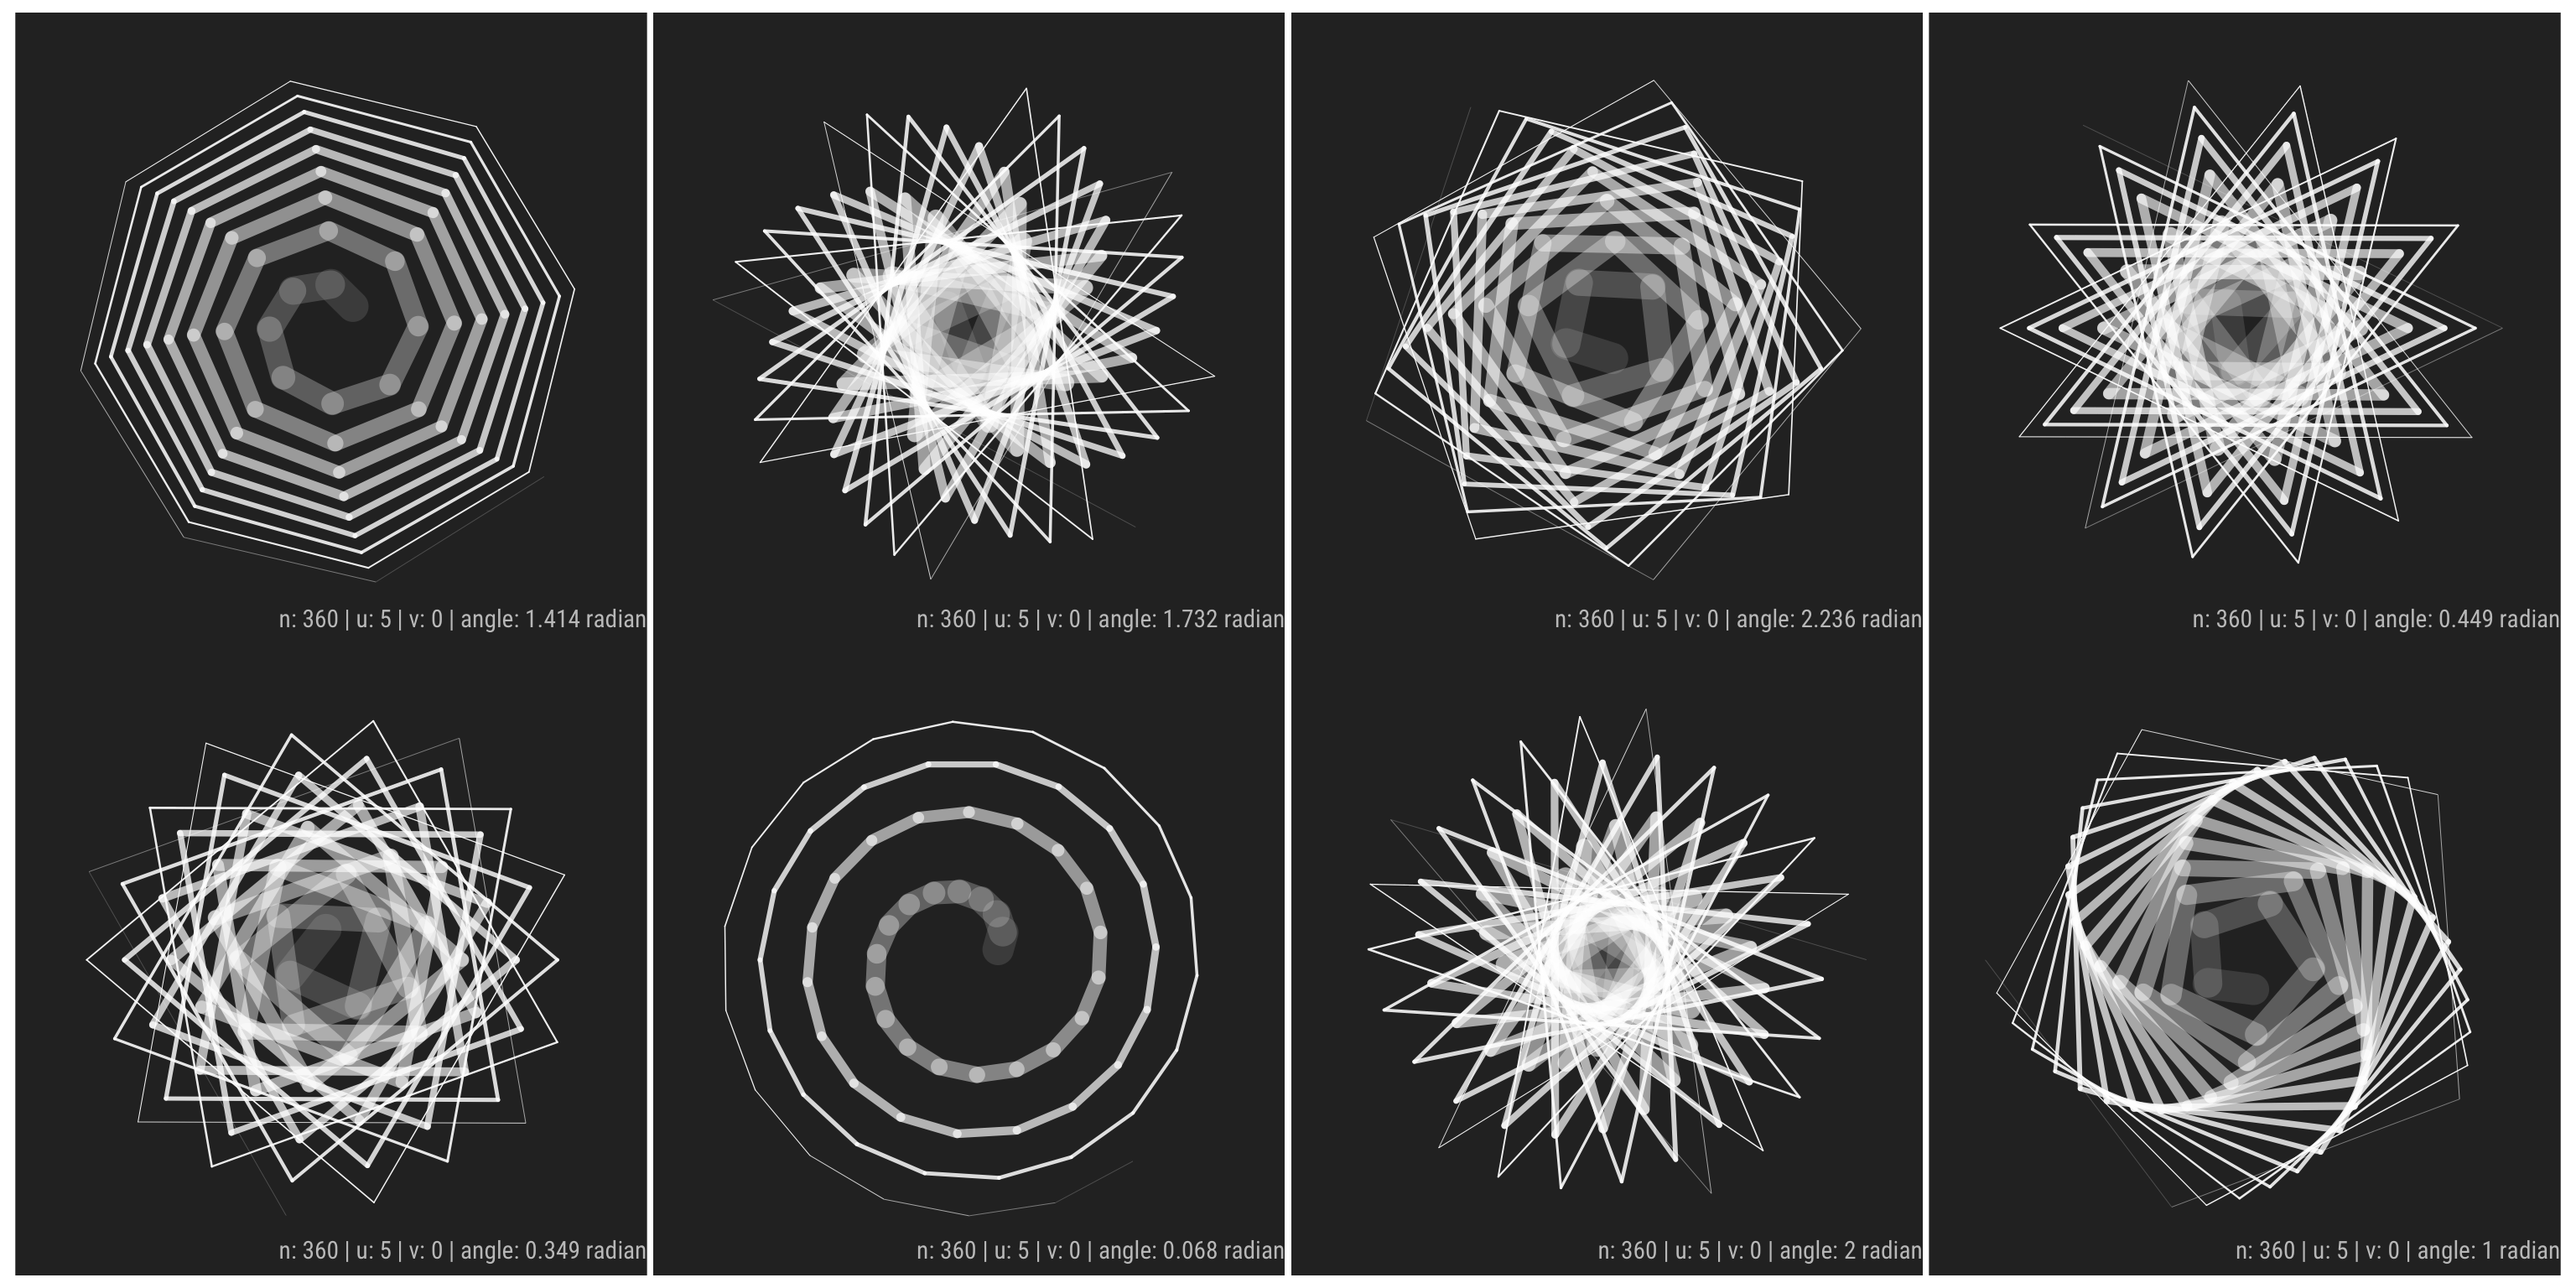 n: 360 | u: 5 | v: 0 | angle: 1.414 radian
n: 360 | u: 5 | v: 0 | angle: 1.732 radian
n: 360 | u: 5 | v: 0 | angle: 2.236 radian
n: 360 | u: 5 | v: 0 | angle: 0.449 radian
n: 360 | u: 5 | v: 0 | angle: 0.349 radian
n: 360 | u: 5 | v: 0 | angle: 0.068 radian
n: 360 | u: 5 | v: 0 | angle: 2 radian
n: 360 | u: 5 | v: 0 | angle: 1 radian